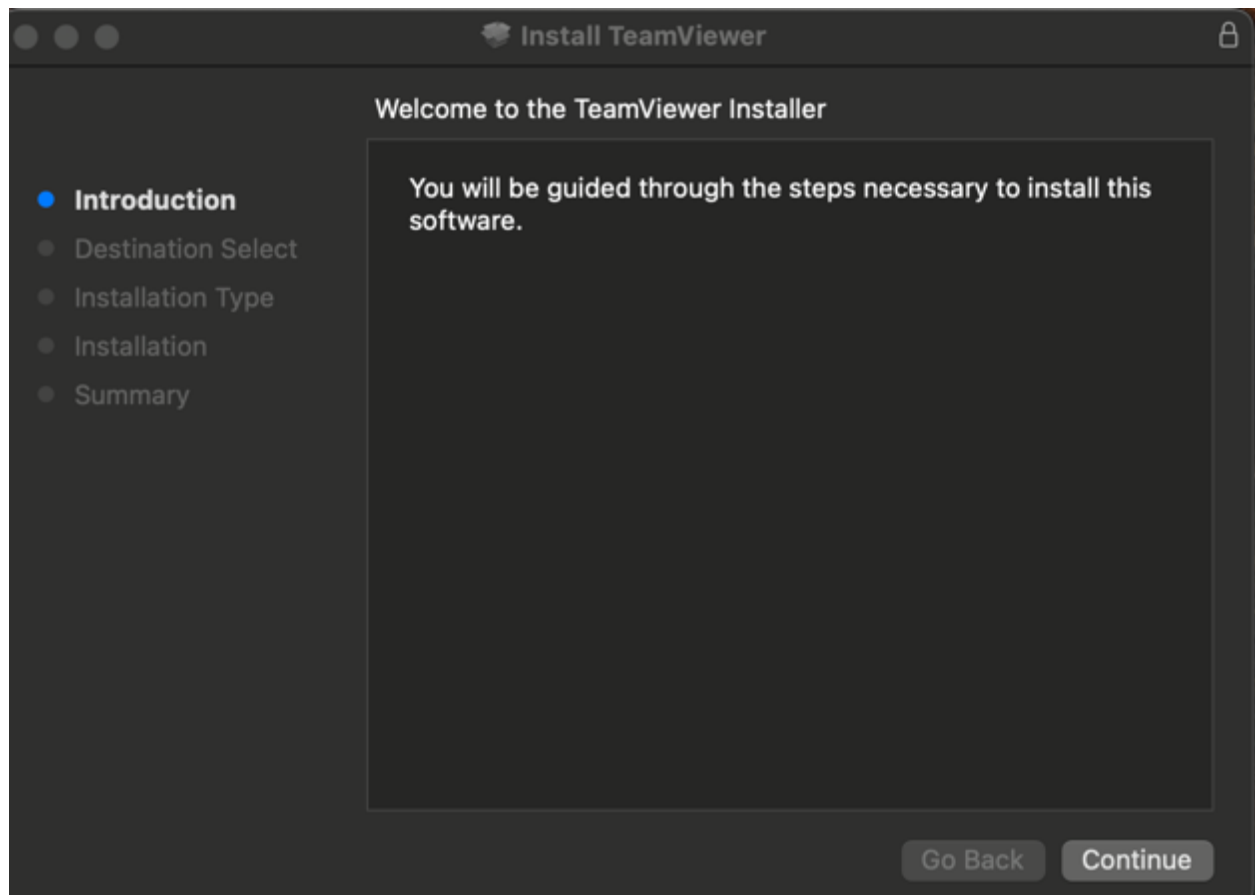 Install TeamViewer
Welcome to the TeamViewer Installer
Introduction
Destination Select
Installation Type
Installation
Summary
You will be guided through the steps necessary to install this
software.
Go Back
Continue